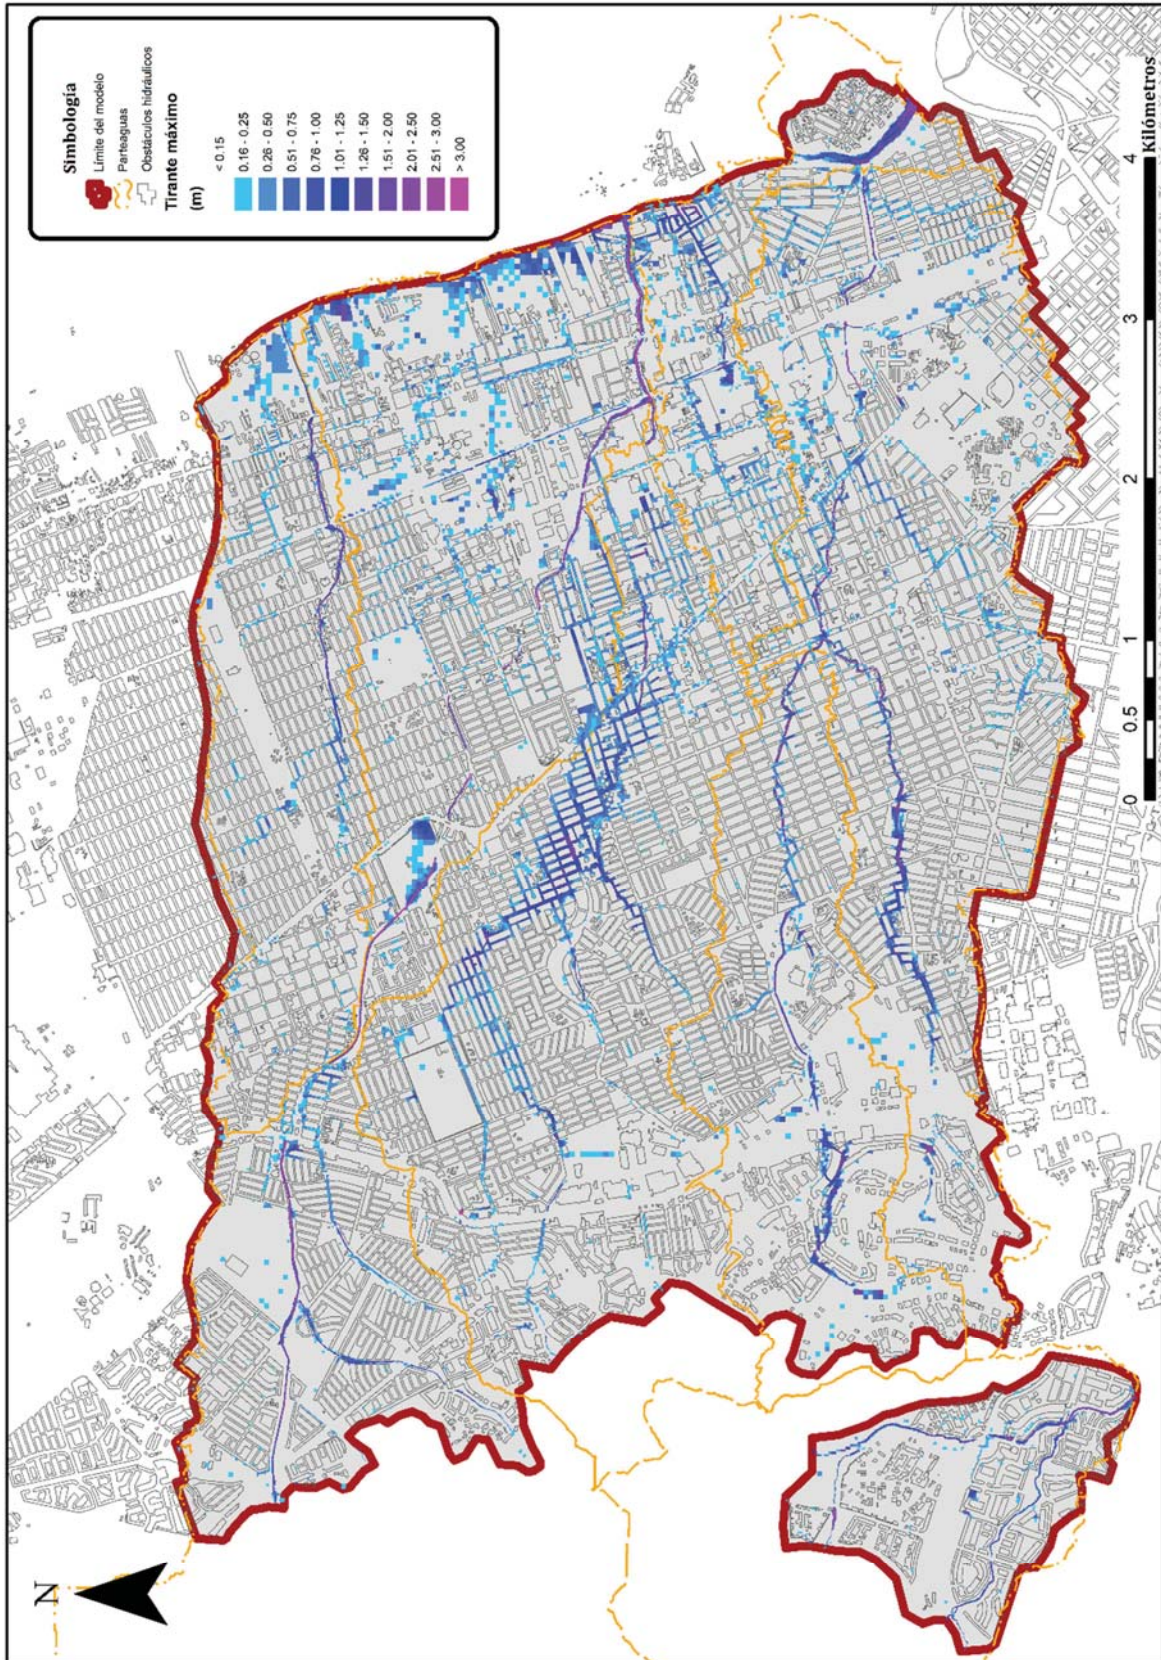 N
Simbología
Límite del modelo
Parteaguas
Obstáculos hidráulicos
Tirante máximo
(m)
< 0.15
0.16 - 0.25
0.26 - 0.50
0.51 - 0.75
0.76 - 1.00
1.01 - 1.25
1.26 - 1.50
1.51 - 2.00
2.01 - 2.50
2.51 - 3.00
> 3.00
0 0.5 1 2 3 4
Kilómetros